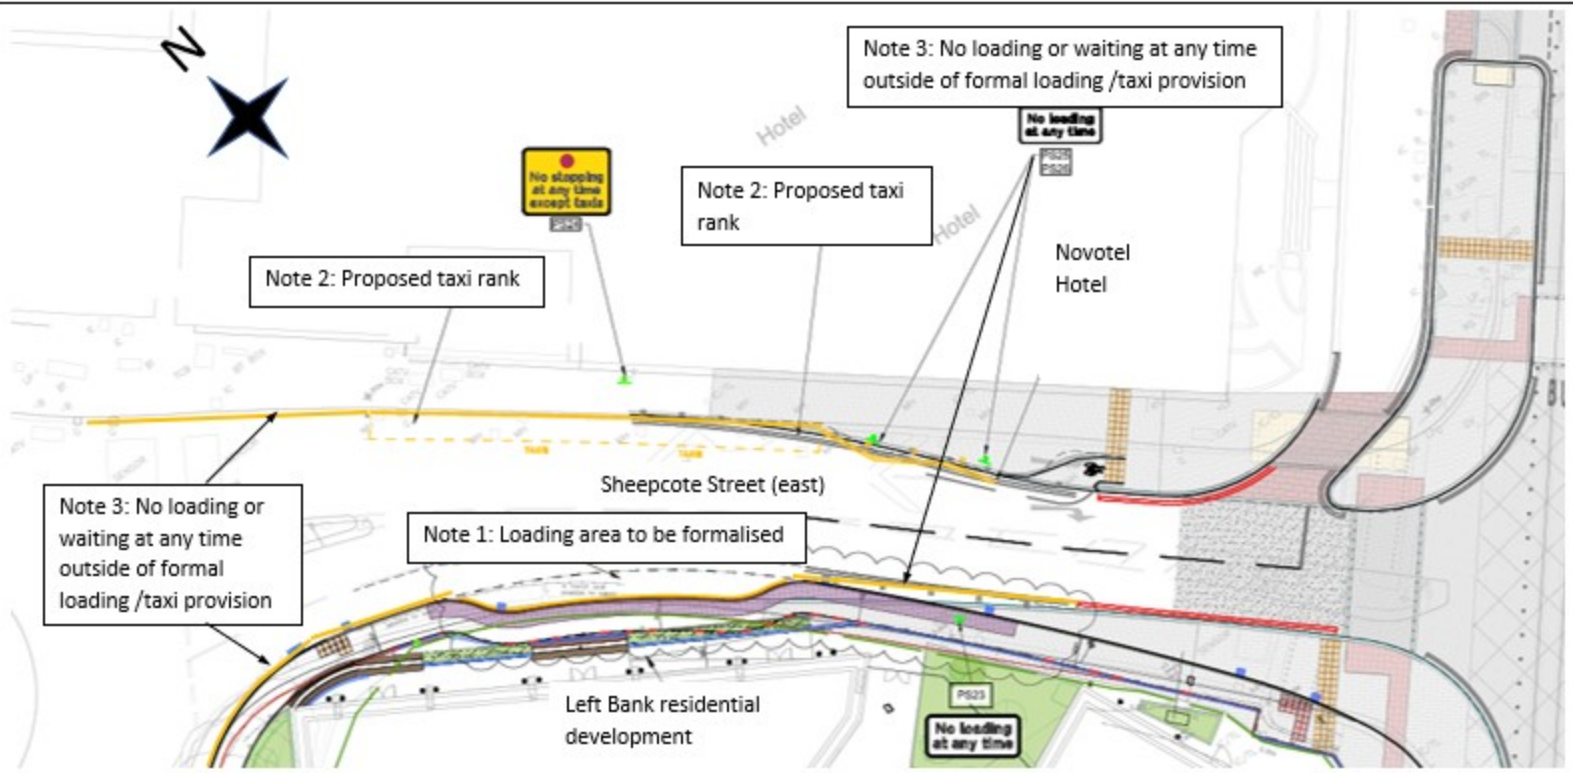 N
Note 3: No loading or waiting at any time
outside of formal loading /taxi provision
No loading
at any time
PS25
PS26
Hotel
No stopping
at any time
except taxis
Note 2: Proposed taxi
rank
Hotel
Novotel
Hotel
Note 2: Proposed taxi rank
TAXIS
TAXIS
Sheepcote Street (east)
Note 3: No loading or
waiting at any time
outside of formal
loading /taxi provision
Note 1: Loading area to be formalised
Left Bank residential
development
PS23
No loading
at any time